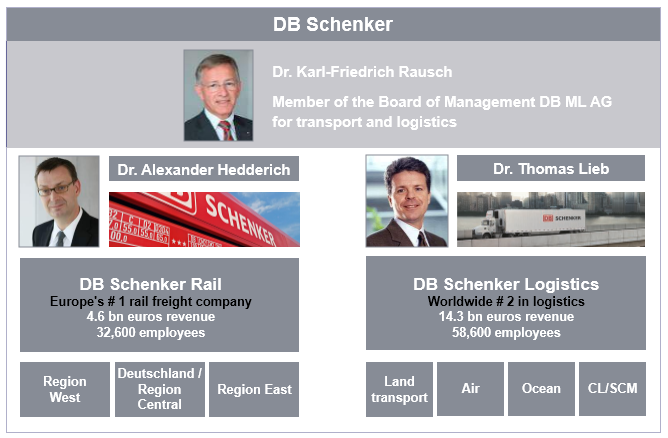 DB Schenker
Dr. Karl-Friedrich Rausch
Member of the Board of Management DB ML AG
for transport and logistics
Dr. Alexander Hedderich
DB SCHENKER
DB Schenker Rail
Europe's # 1 rail freight company
4.6 bn euros revenue
32,600 employees
Region
West
Deutschland /
Region
Central
Region East
Dr. Thomas Lieb
DB SCHENKER
DB Schenker Logistics
Worldwide # 2 in logistics
14.3 bn euros revenue
58,600 employees
Land
transport
Air
Ocean
CL/SCM